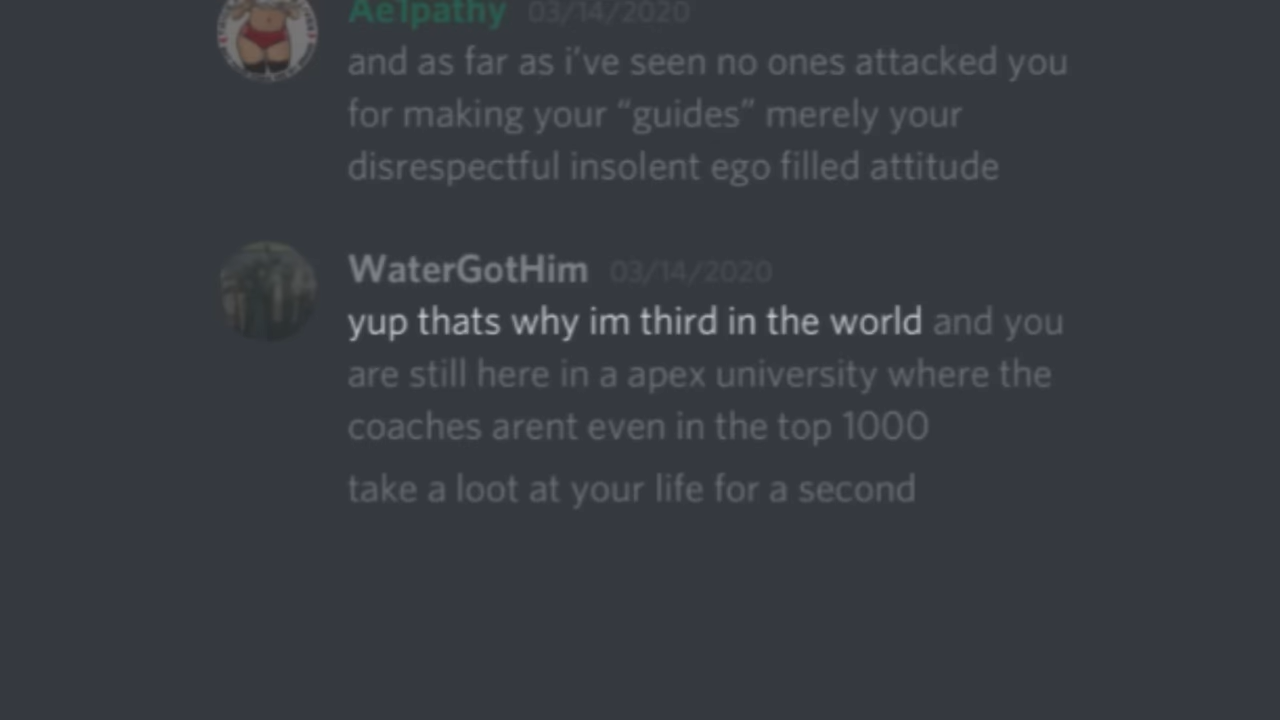 Ae1pathy 03/14/2020
and as far as i've seen no ones attacked you
for making your “guides” merely your
disrespectful insolent ego filled attitude
WaterGotHim 03/14/2020
yup thats why im third in the world and you
are still here in a apex university where the
coaches arent even in the top 1000
take a loot at your life for a second